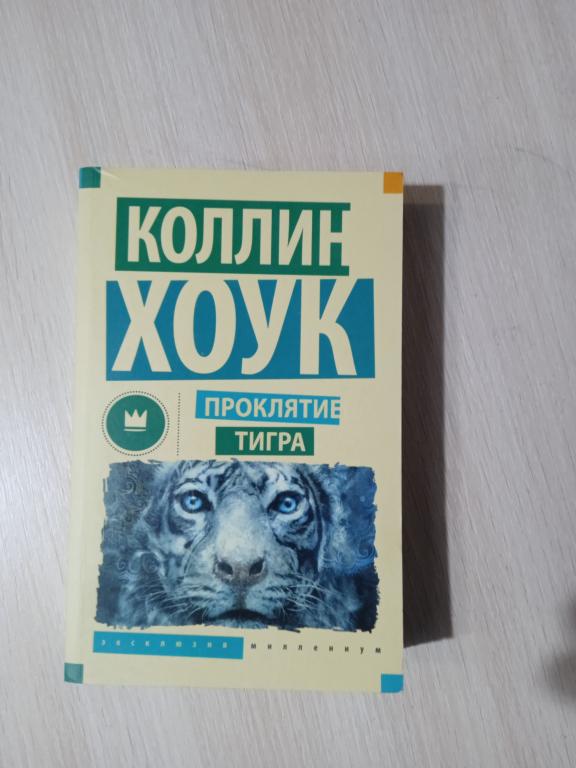 КОЛЛИН
ХОУК
ПРОКЛЯТИЕ
ТИГРА
эксклюзив миллениум